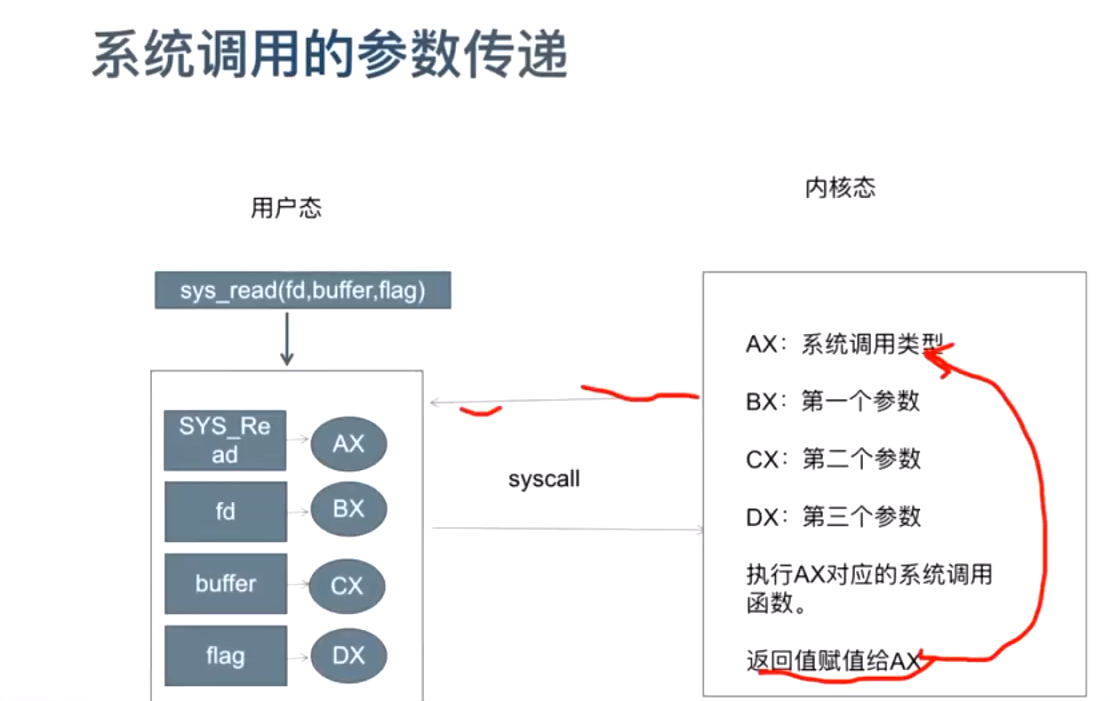 系统调用的参数传递
用户态
内核态
sys_read(fd,buffer,flag)
SYS_Re
ad
AX
fd
BX
buffer
CX
flag
DX
syscall
AX：系统调用类型
BX：第一个参数
CX：第二个参数
DX：第三个参数
执行AX对应的系统调用
函数。
返回值赋值给AX